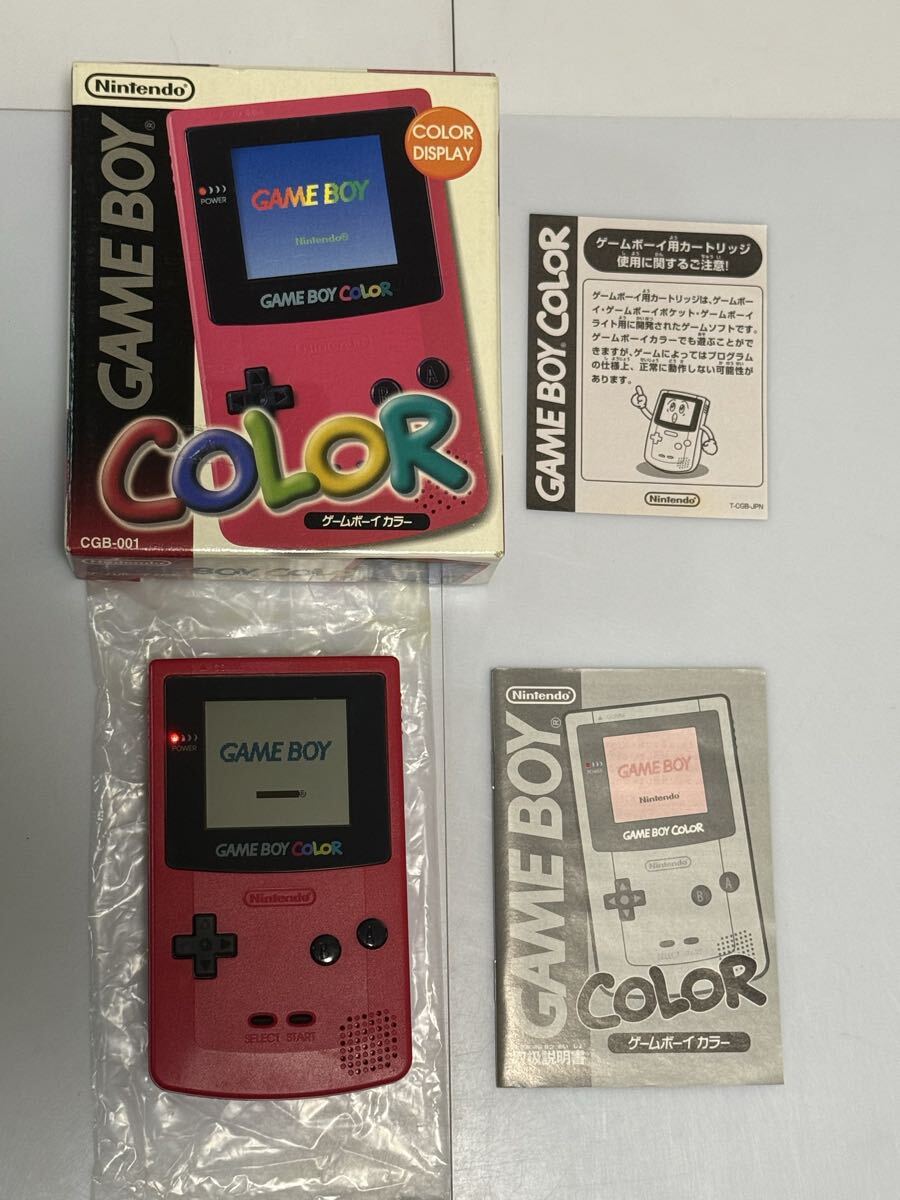 Nintendo
GAME BOY
COLOR
DISPLAY
POWER
GAME BOY
Nintendo®
GAME BOY COLOR
B A
COLOR
ゲームボーイ カラー
CGB-001
GAME BOY COLOR
GAME BOY COLOR
ゲームボーイ用カートリッジ
使用に関するご注意!
ゲームボーイ用カートリッジは、ゲームボー
イ・ゲームボーイポケット・ゲームボーイ
ライト用に開発されたゲームソフトです。
ゲームボーイカラーでも遊ぶことがで
きますが、ゲームによってはプログラム
の仕様上、正常に動作しない可能性が
あります。
Nintendo
T-CGB-JPN
POWER
GAME BOY
GAME BOY COLOR
Nintendo
B A
SELECT START
Nintendo
GAME BOY
POWER
GAME BOY
Nintendo
GAME BOY COLOR
Nintendo
B A
SELECT
COLOR
ゲームボーイ カラー
取扱説明書